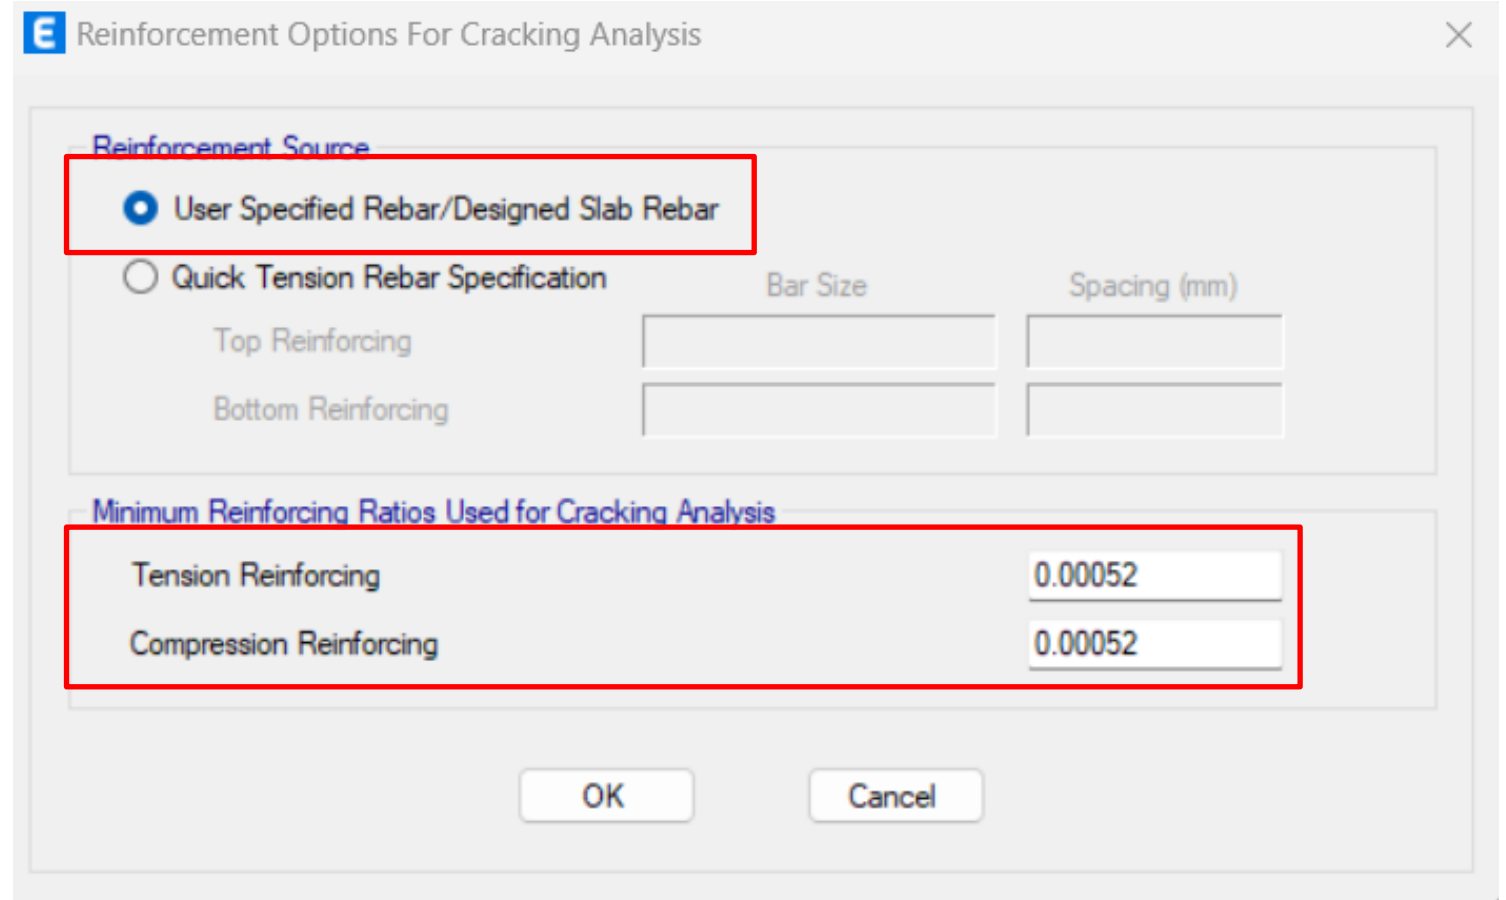 E Reinforcement Options For Cracking Analysis
Reinforcement Source
User Specified Rebar/Designed Slab Rebar
Quick Tension Rebar Specification Bar Size Spacing (mm)
Top Reinforcing
Bottom Reinforcing
Minimum Reinforcing Ratios Used for Cracking Analysis
Tension Reinforcing 0.00052
Compression Reinforcing 0.00052
OK Cancel